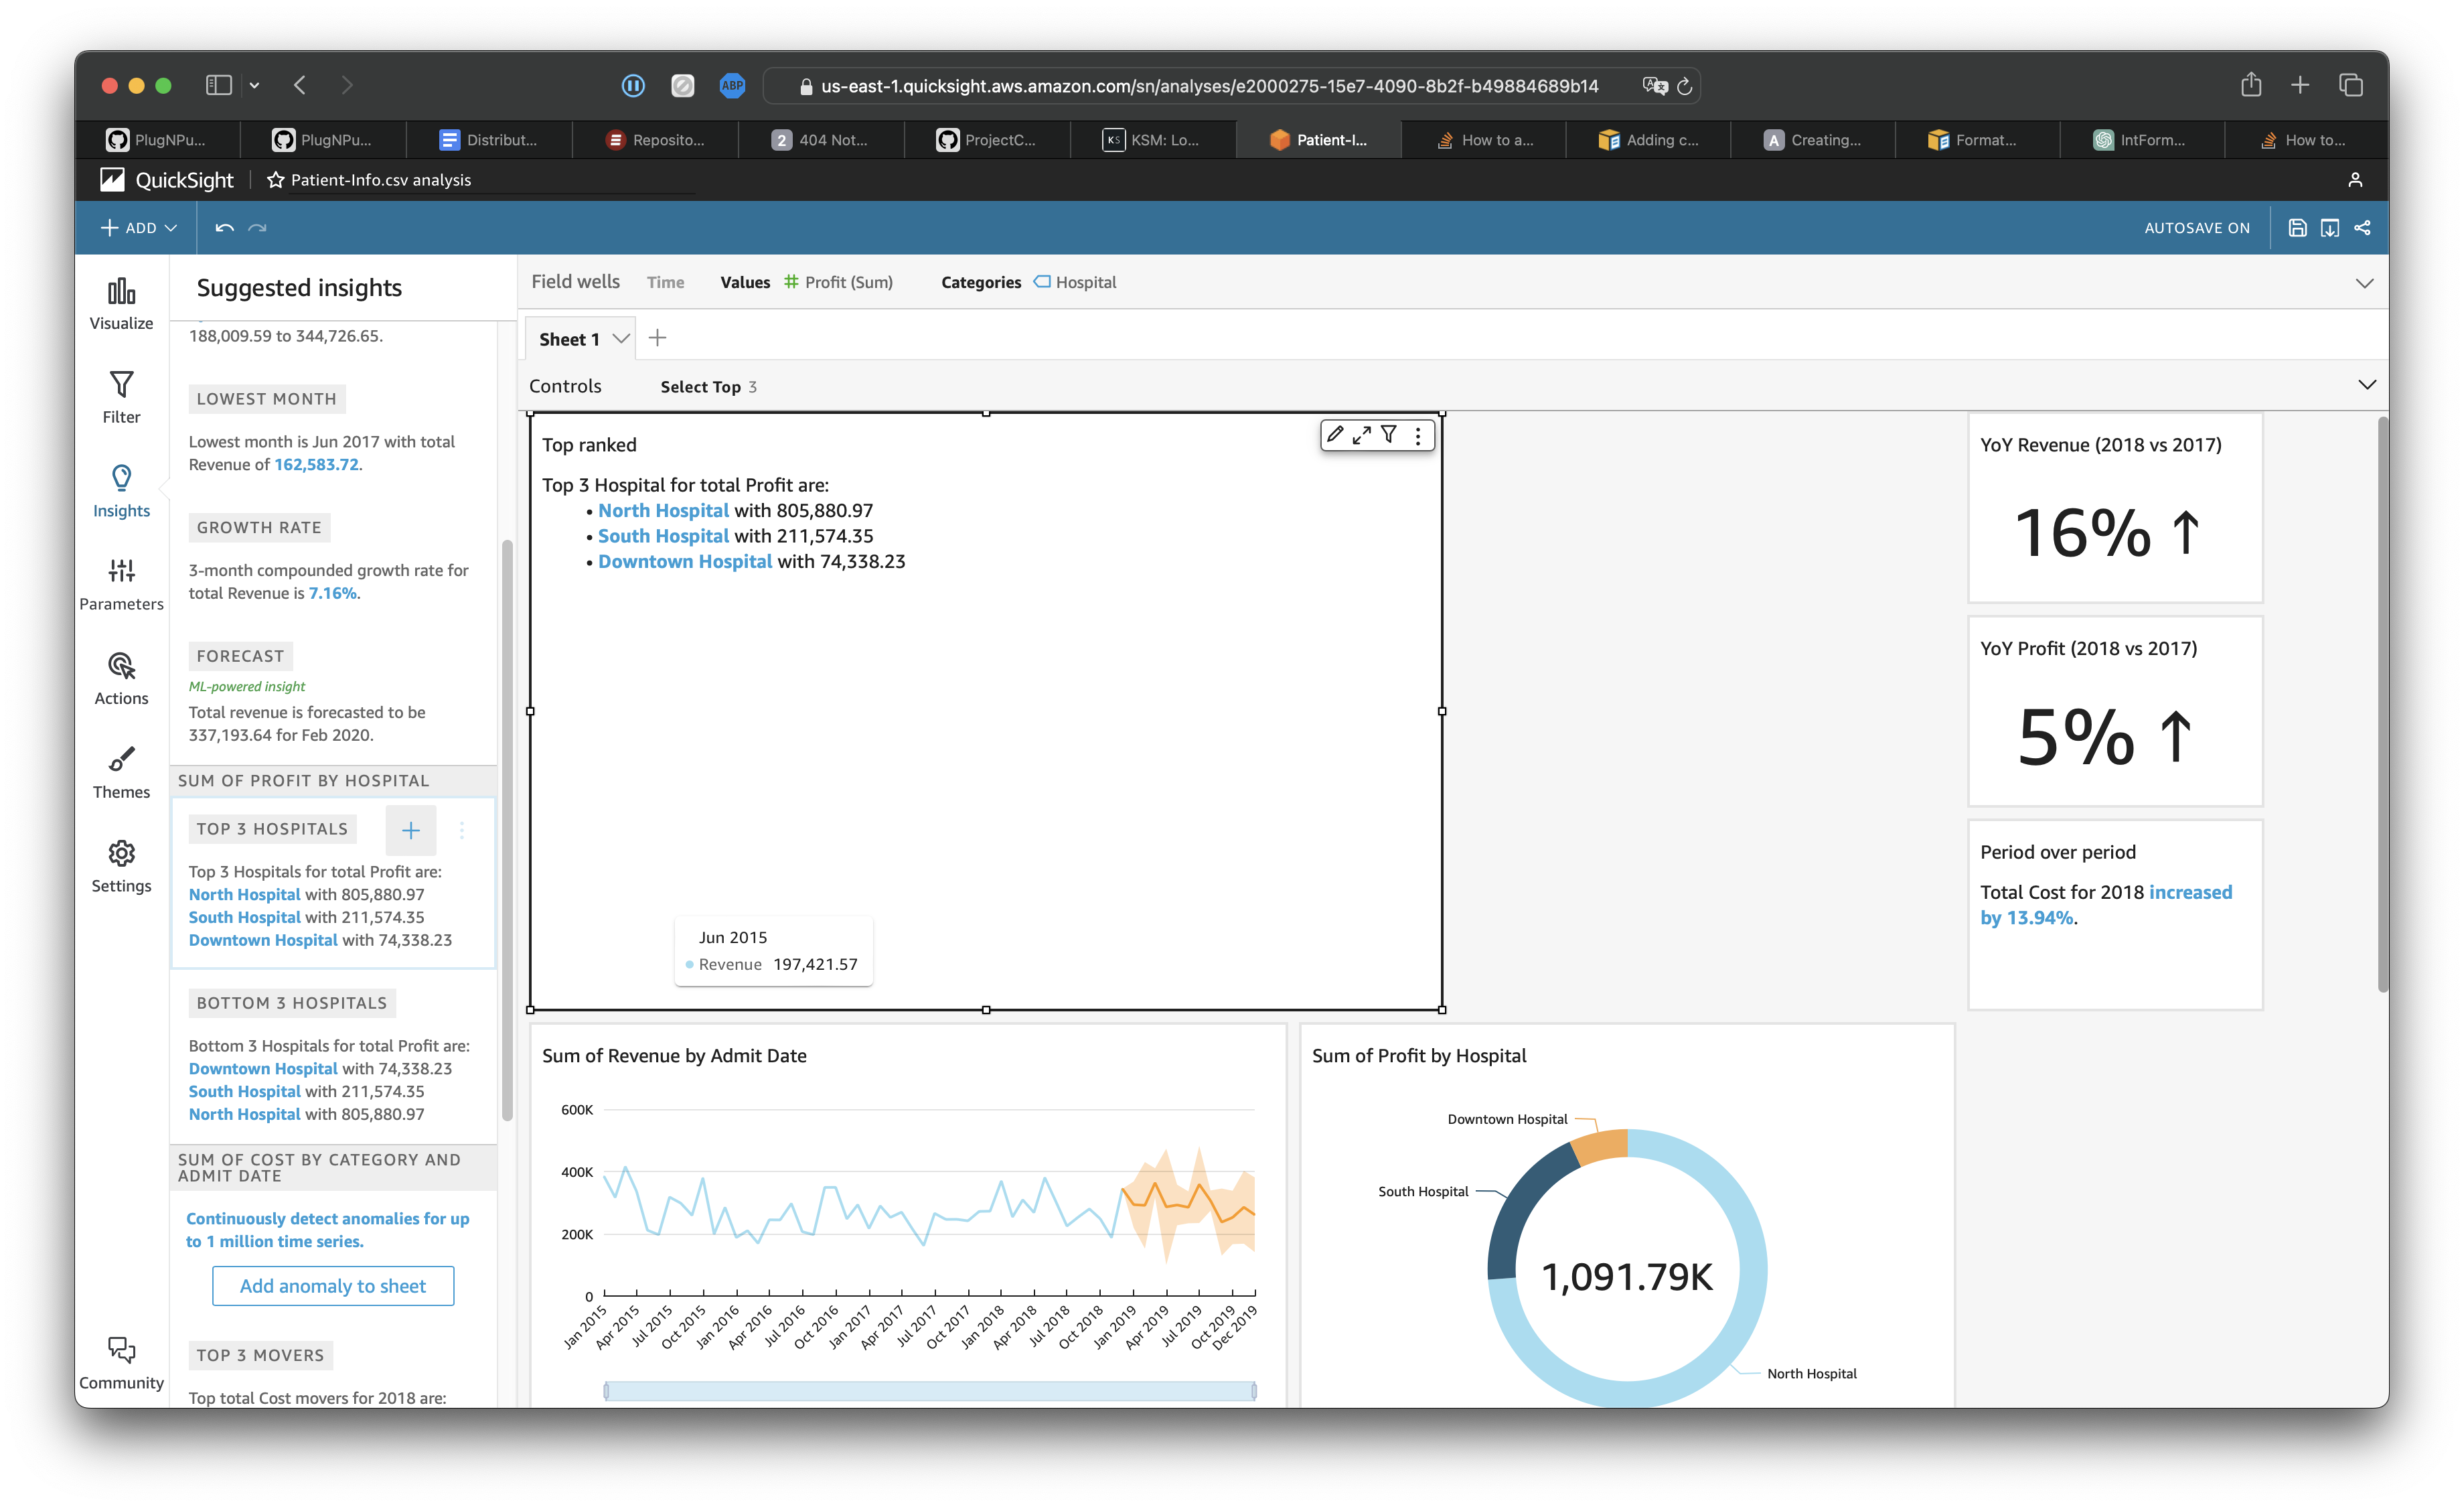 ABP
us-east-1.quicksight.aws.amazon.com/sn/analyses/e2000275-15e7-4090-8b2f-b49884689b14
PlugNPu...
PlugNPu...
Distribut...
Reposito...
2 404 Not...
ProjectC...
KS KSM: Lo...
Patient-I...
How to a...
Adding c...
A Creating...
Format...
IntForm...
How to...
QuickSight
Patient-Info.csv analysis
ADD
AUTOSAVE ON
Visualize
Filter
Insights
Parameters
Actions
Themes
Settings
Community
Suggested insights
188,009.59 to 344,726.65.
LOWEST MONTH
Lowest month is Jun 2017 with total
Revenue of 162,583.72.
GROWTH RATE
3-month compounded growth rate for
total Revenue is 7.16%.
FORECAST
ML-powered insight
Total revenue is forecasted to be
337,193.64 for Feb 2020.
SUM OF PROFIT BY HOSPITAL
TOP 3 HOSPITALS
Top 3 Hospitals for total Profit are:
North Hospital with 805,880.97
South Hospital with 211,574.35
Downtown Hospital with 74,338.23
BOTTOM 3 HOSPITALS
Bottom 3 Hospitals for total Profit are:
Downtown Hospital with 74,338.23
South Hospital with 211,574.35
North Hospital with 805,880.97
SUM OF COST BY CATEGORY AND
ADMIT DATE
Continuously detect anomalies for up
to 1 million time series.
Add anomaly to sheet
TOP 3 MOVERS
Top total Cost movers for 2018 are:
Field wells Time Values # Profit (Sum) Categories Hospital
Sheet 1
Controls Select Top 3
Top ranked
Top 3 Hospital for total Profit are:
• North Hospital with 805,880.97
• South Hospital with 211,574.35
• Downtown Hospital with 74,338.23
Jun 2015
Revenue 197,421.57
YoY Revenue (2018 vs 2017)
16% ↑
YoY Profit (2018 vs 2017)
5% ↑
Period over period
Total Cost for 2018 increased
by 13.94%.
Sum of Revenue by Admit Date
600K
400K
200K
0
Jan 2015
Apr 2015
Jul 2015
Oct 2015
Jan 2016
Apr 2016
Jul 2016
Oct 2016
Jan 2017
Apr 2017
Jul 2017
Oct 2017
Jan 2018
Apr 2018
Jul 2018
Oct 2018
Jan 2019
Apr 2019
Jul 2019
Oct 2019
Dec 2019
Sum of Profit by Hospital
Downtown Hospital
South Hospital
1,091.79K
North Hospital